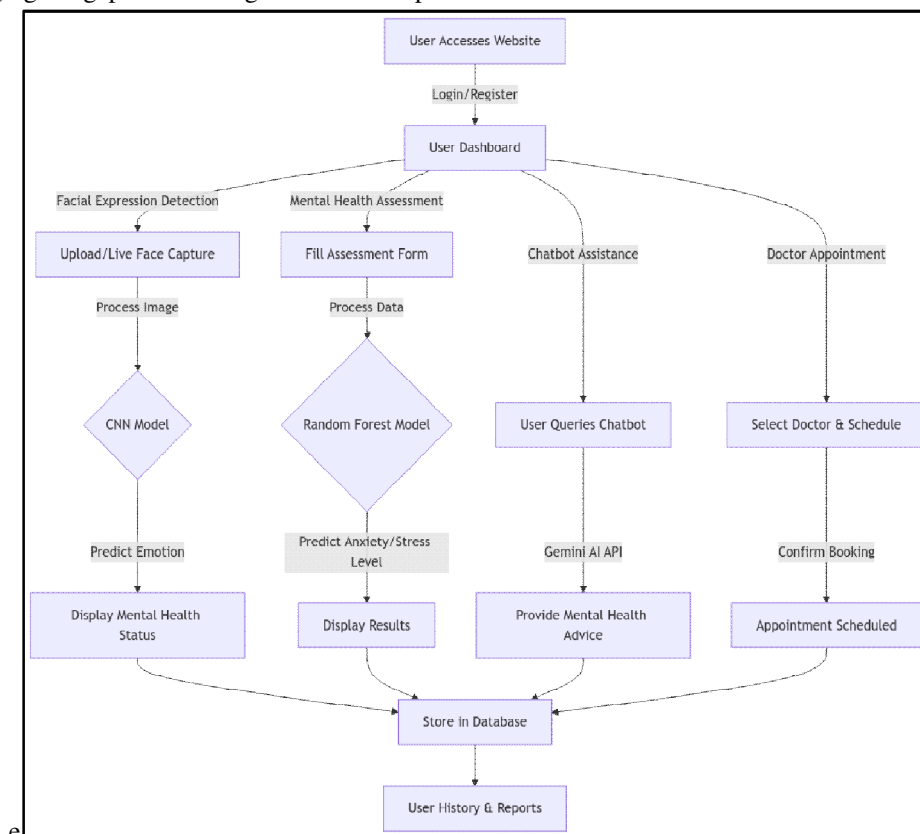 User Accesses Website
Login/Register
User Dashboard
Facial Expression Detection
Mental Health Assessment
Chatbot Assistance
Doctor Appointment
Upload/Live Face Capture
Fill Assessment Form
Process Image
Process Data
CNN Model
Random Forest Model
User Queries Chatbot
Select Doctor & Schedule
Predict Emotion
Predict Anxiety/Stress
Level
Gemini AI API
Confirm Booking
Display Mental Health
Status
Display Results
Provide Mental Health
Advice
Appointment Scheduled
Store in Database
User History & Reports
e